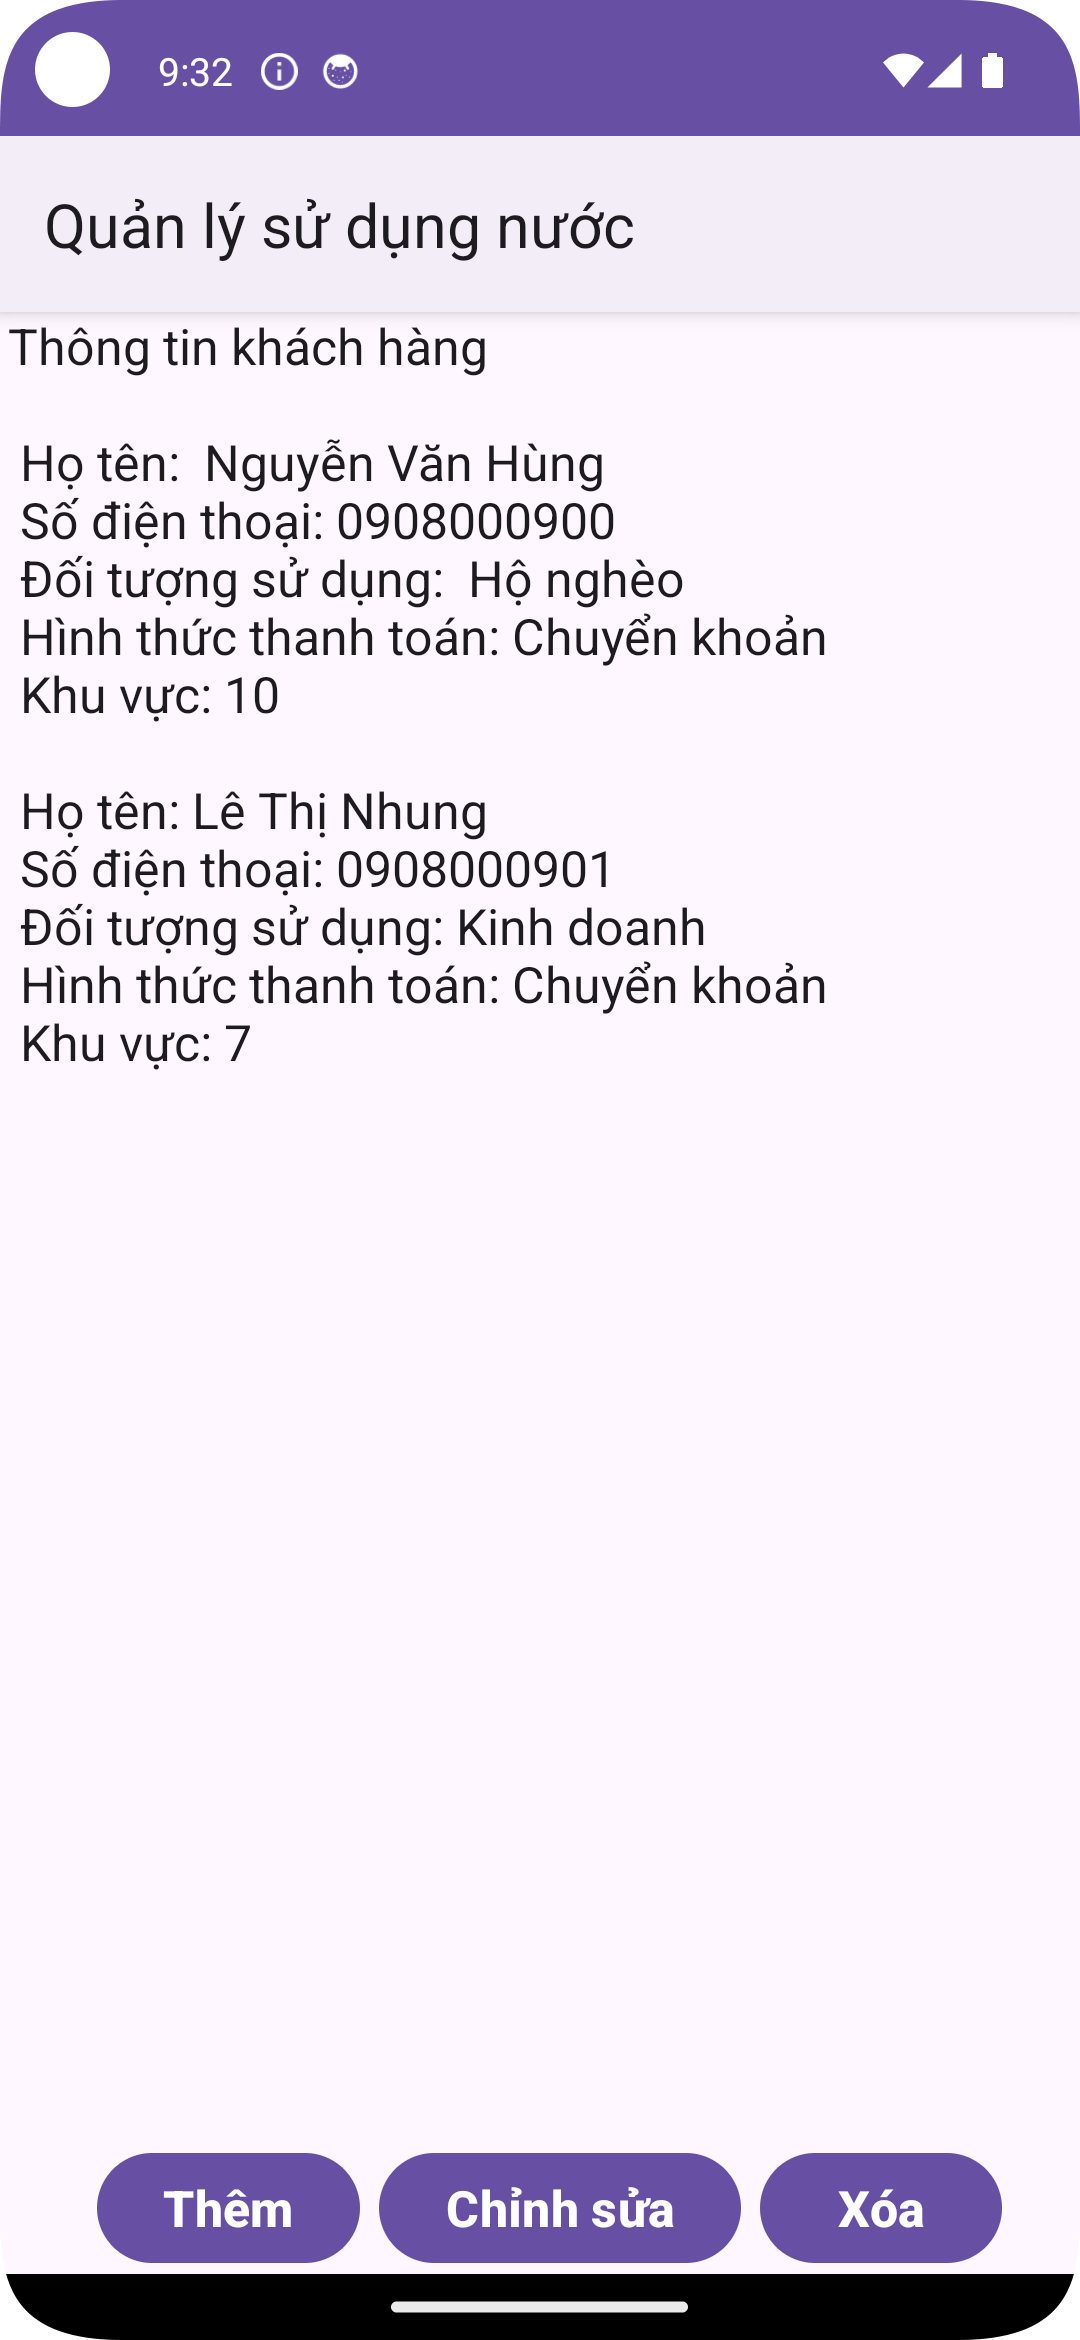 9:32
Quản lý sử dụng nước
Thông tin khách hàng
Họ tên:  Nguyễn Văn Hùng
Số điện thoại: 0908000900
Đối tượng sử dụng:  Hộ nghèo
Hình thức thanh toán: Chuyển khoản
Khu vực: 10
Họ tên: Lê Thị Nhung
Số điện thoại: 0908000901
Đối tượng sử dụng: Kinh doanh
Hình thức thanh toán: Chuyển khoản
Khu vực: 7
Thêm
Chỉnh sửa
Xóa